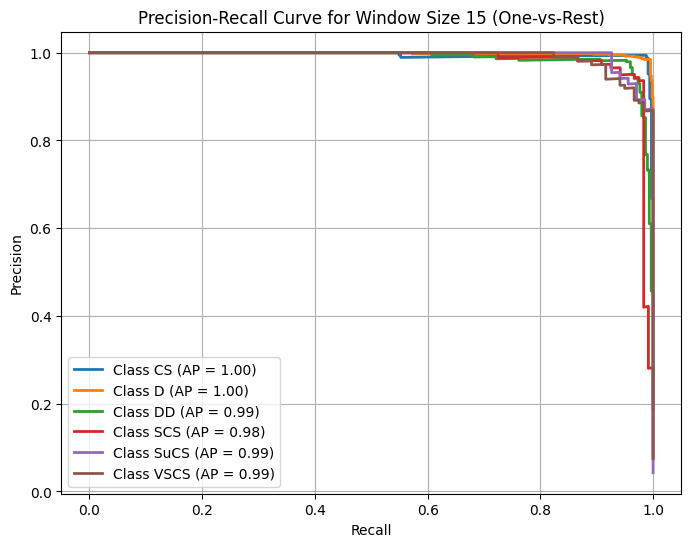 Precision-Recall Curve for Window Size 15 (One-vs-Rest)
1.0
0.8
0.6
0.4
0.2
0.0
Precision
Class CS (AP = 1.00)
Class D (AP = 1.00)
Class DD (AP = 0.99)
Class SCS (AP = 0.98)
Class SuCS (AP = 0.99)
Class VSCS (AP = 0.99)
0.0 0.2 0.4 0.6 0.8 1.0
Recall